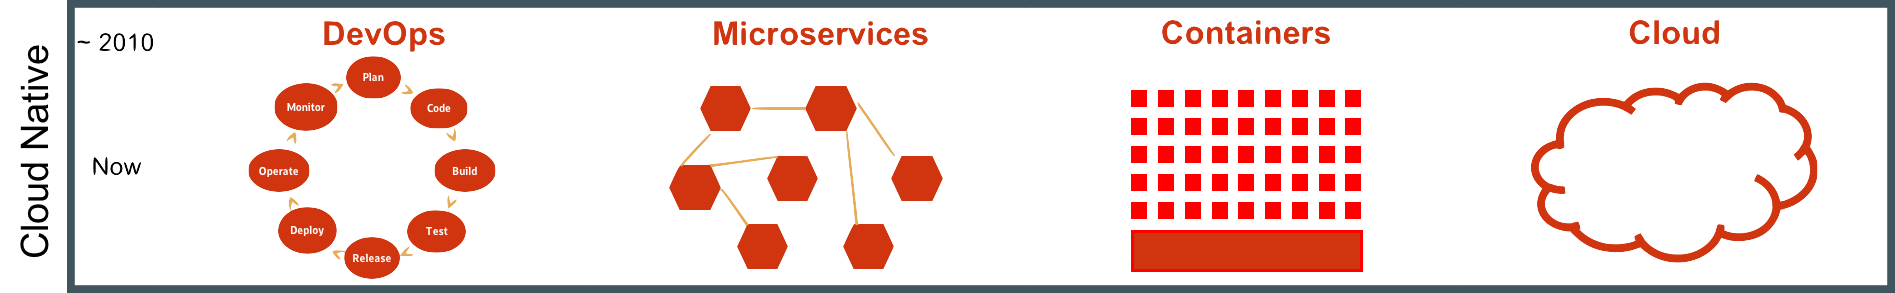 Cloud Native
~ 2010
Now
DevOps
Plan
Code
Build
Test
Release
Deploy
Operate
Monitor
Microservices
Containers
Cloud